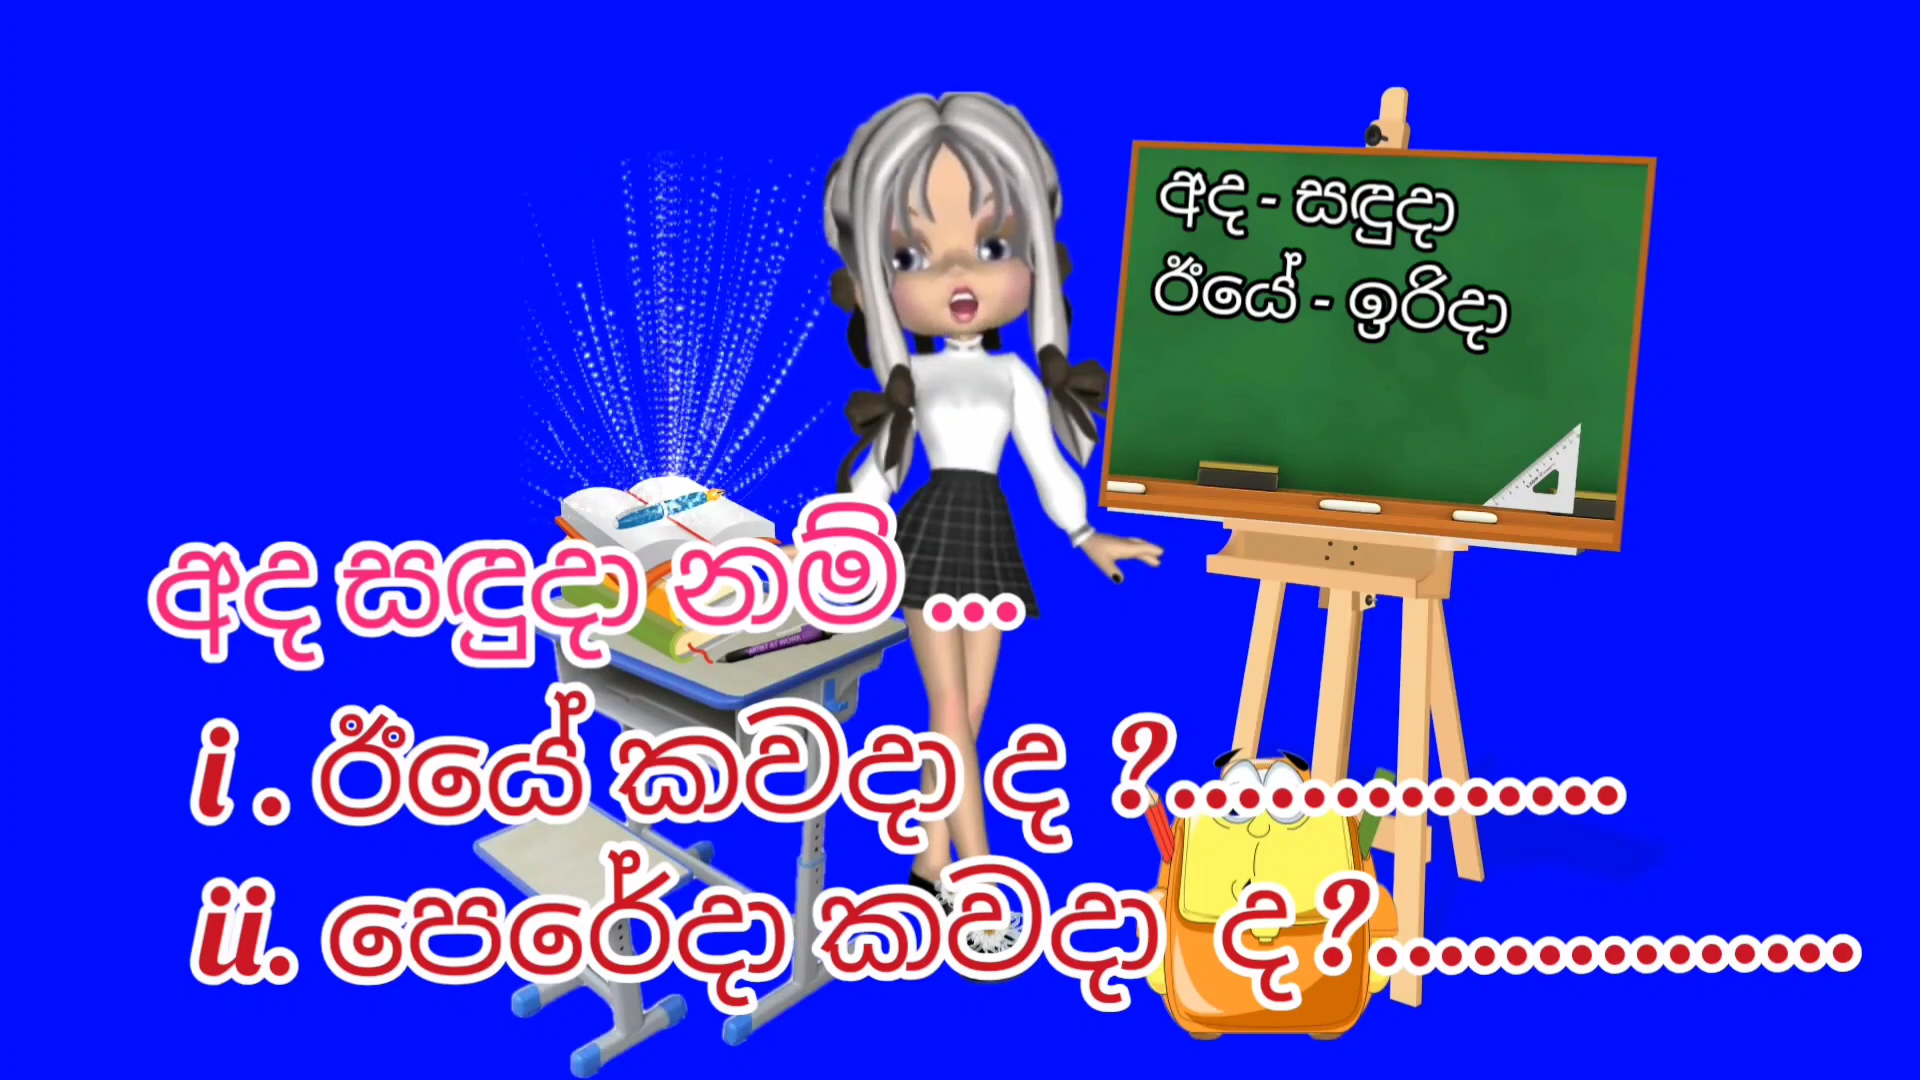 අද - සඳුදා
ඊයේ - ඉරිදා
අද සඳුදා නම් ...
i . ඊයේ කවදා ද ?..............
ii. පෙරේදා කවදා ද ?...............